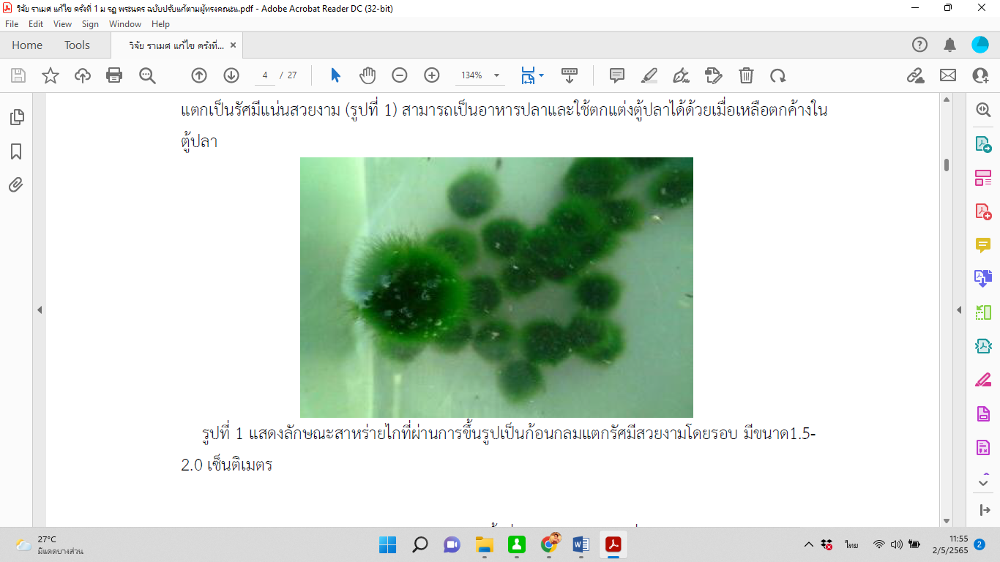 วิจัย ราเมศ แก้ไข ครั้งที่ 1 ม รฎ พระนคร ฉบับปรับแก้ตามผู้ทรงคณะแ.pdf - Adobe Acrobat Reader DC (32-bit)
File Edit View Sign Window Help
Home Tools วิจัย ราเมศ แก้ไข ครั้งที่...
4 / 27 134%
แตกเป็นรัศมีแน่นสวยงาม (รูปที่ 1) สามารถเป็นอาหารปลาและใช้ตกแต่งตู้ปลาได้ด้วยเมื่อเหลือตกค้างใน
ตู้ปลา
รูปที่ 1 แสดงลักษณะสาหร่ายไกที่ผ่านการขึ้นรูปเป็นก้อนกลมแตกรัศมีสวยงามโดยรอบ มีขนาด1.5-
2.0 เซ็นติเมตร
27°C
มีแดดบางส่วน
ไทย
11:55
2/5/2565
2